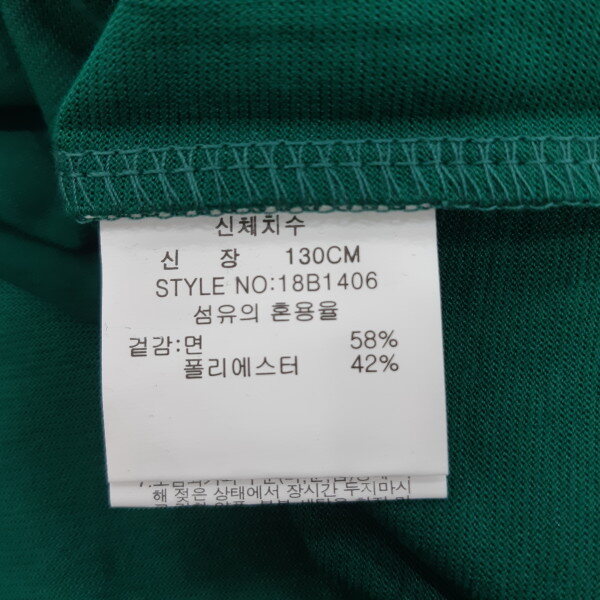 신체치수
신 장 130CM
STYLE NO:18B1406
섬유의 혼용율
겉감:면 58%
폴리에스터 42%
해 젖은 상태에서 장시간 두지마시